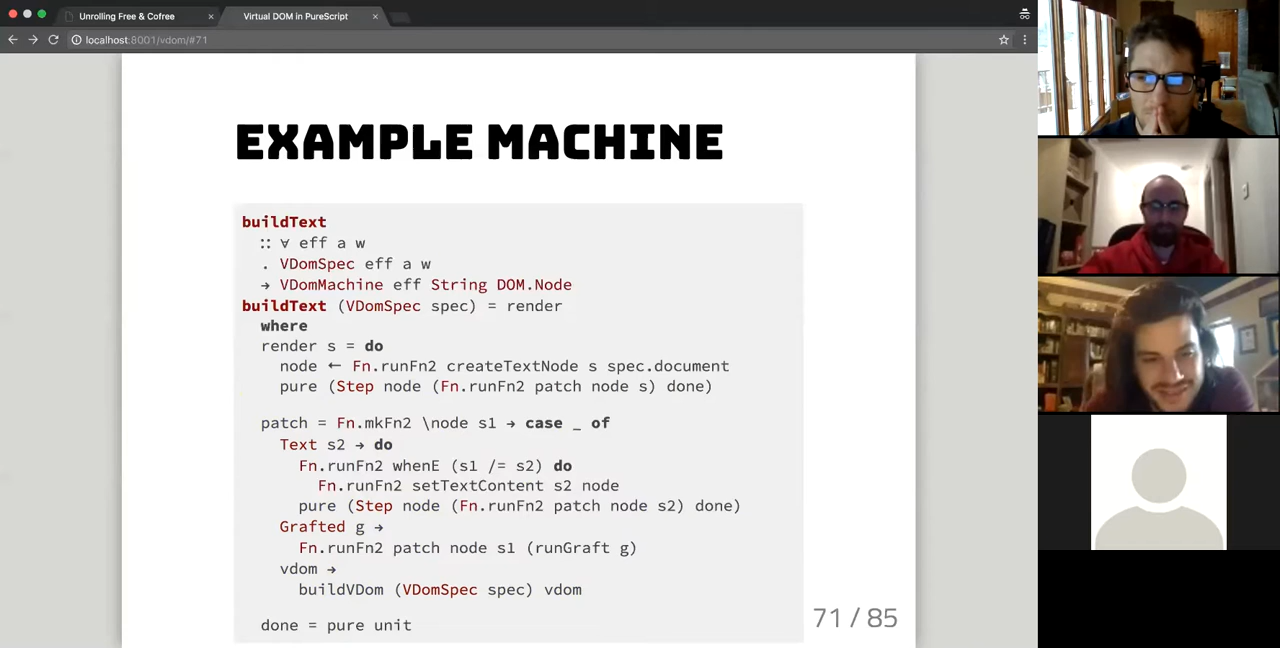 Unrolling Free & Cofree
Virtual DOM in PureScript
localhost:8001/vdom/#71
EXAMPLE MACHINE
buildText
:: ∀ eff a w
. VDomSpec eff a w
→ VDomMachine eff String DOM.Node
buildText (VDomSpec spec) = render
where
render s = do
node ← Fn.runFn2 createTextNode s spec.document
pure (Step node (Fn.runFn2 patch node s) done)
patch = Fn.mkFn2 \node s1 → case _ of
Text s2 → do
Fn.runFn2 whenE (s1 /= s2) do
Fn.runFn2 setTextContent s2 node
pure (Step node (Fn.runFn2 patch node s2) done)
Grafted g →
Fn.runFn2 patch node s1 (runGraft g)
vdom →
buildVDom (VDomSpec spec) vdom
done = pure unit
71 / 85